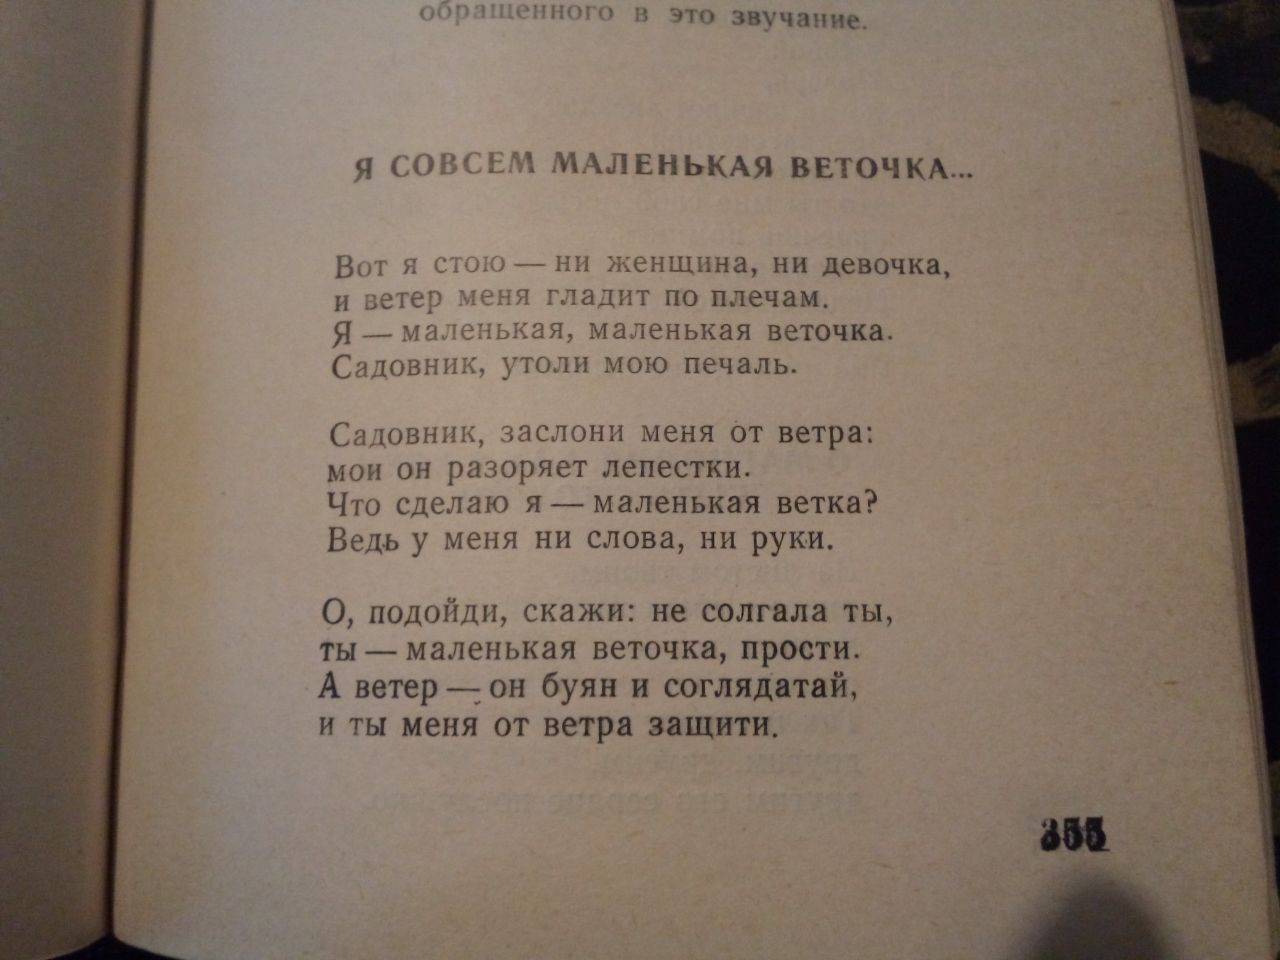 обращенного в это звучание.
Я СОВСЕМ МАЛЕНЬКАЯ ВЕТОЧКА...
Вот я стою — ни женщина, ни девочка,
и ветер меня гладит по плечам.
Я — маленькая, маленькая веточка.
Садовник, утоли мою печаль.
Садовник, заслони меня от ветра:
мои он разоряет лепестки.
Что сделаю я — маленькая ветка?
Ведь у меня ни слова, ни руки.
О, подойди, скажи: не солгала ты,
ты — маленькая веточка, прости.
А ветер — он буян и соглядатай,
и ты меня от ветра защити.